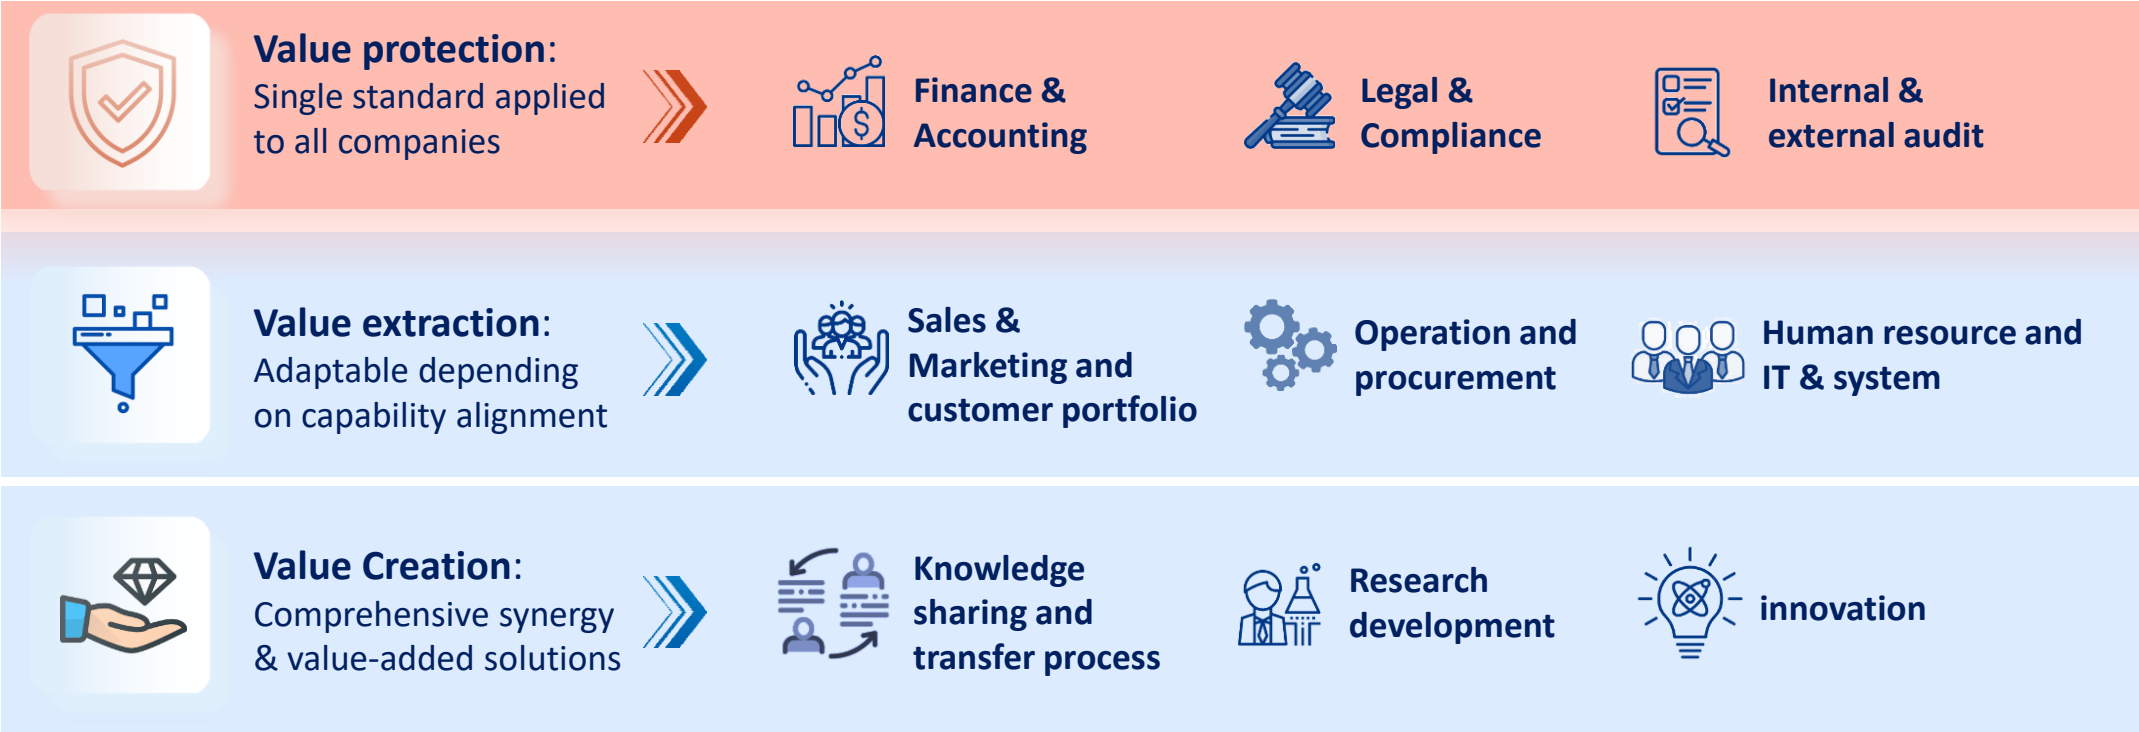 Value protection:
Single standard applied
to all companies
Finance &
Accounting
Legal &
Compliance
Internal &
external audit
Value extraction:
Adaptable depending
on capability alignment
Sales &
Marketing and
customer portfolio
Operation and
procurement
Human resource and
IT & system
Value Creation:
Comprehensive synergy
& value-added solutions
Knowledge
sharing and
transfer process
Research
development
innovation